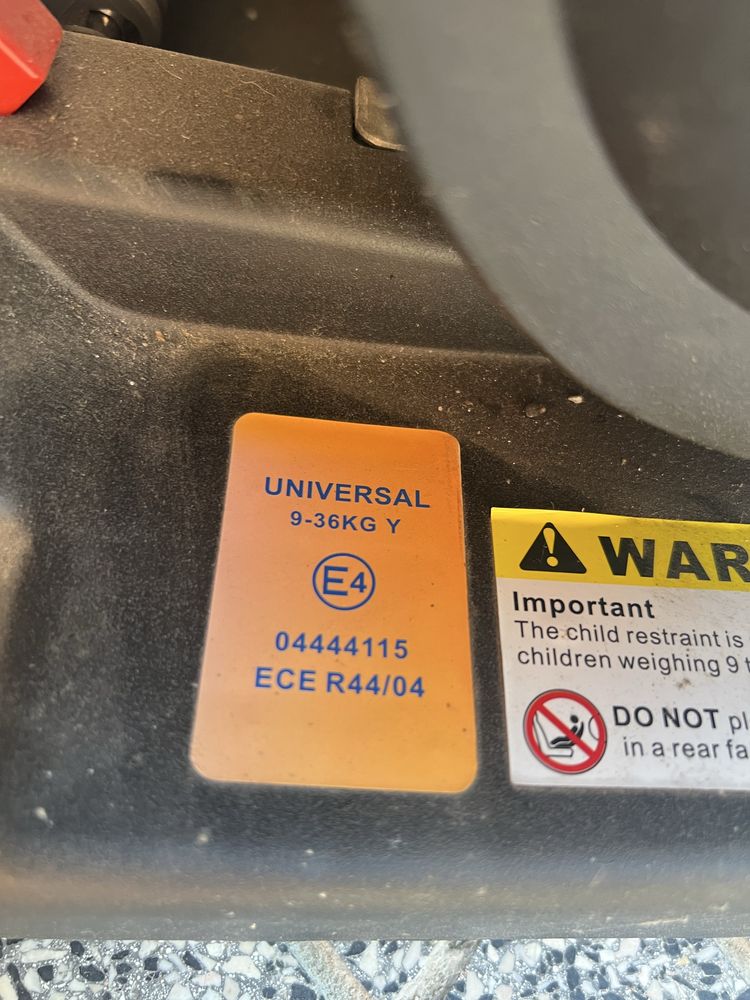 UNIVERSAL
9-36KG Y
E4
04444115
ECE R44/04
WAR
Important
The child restraint is
children weighing 9 t
DO NOT pl
in a rear fa